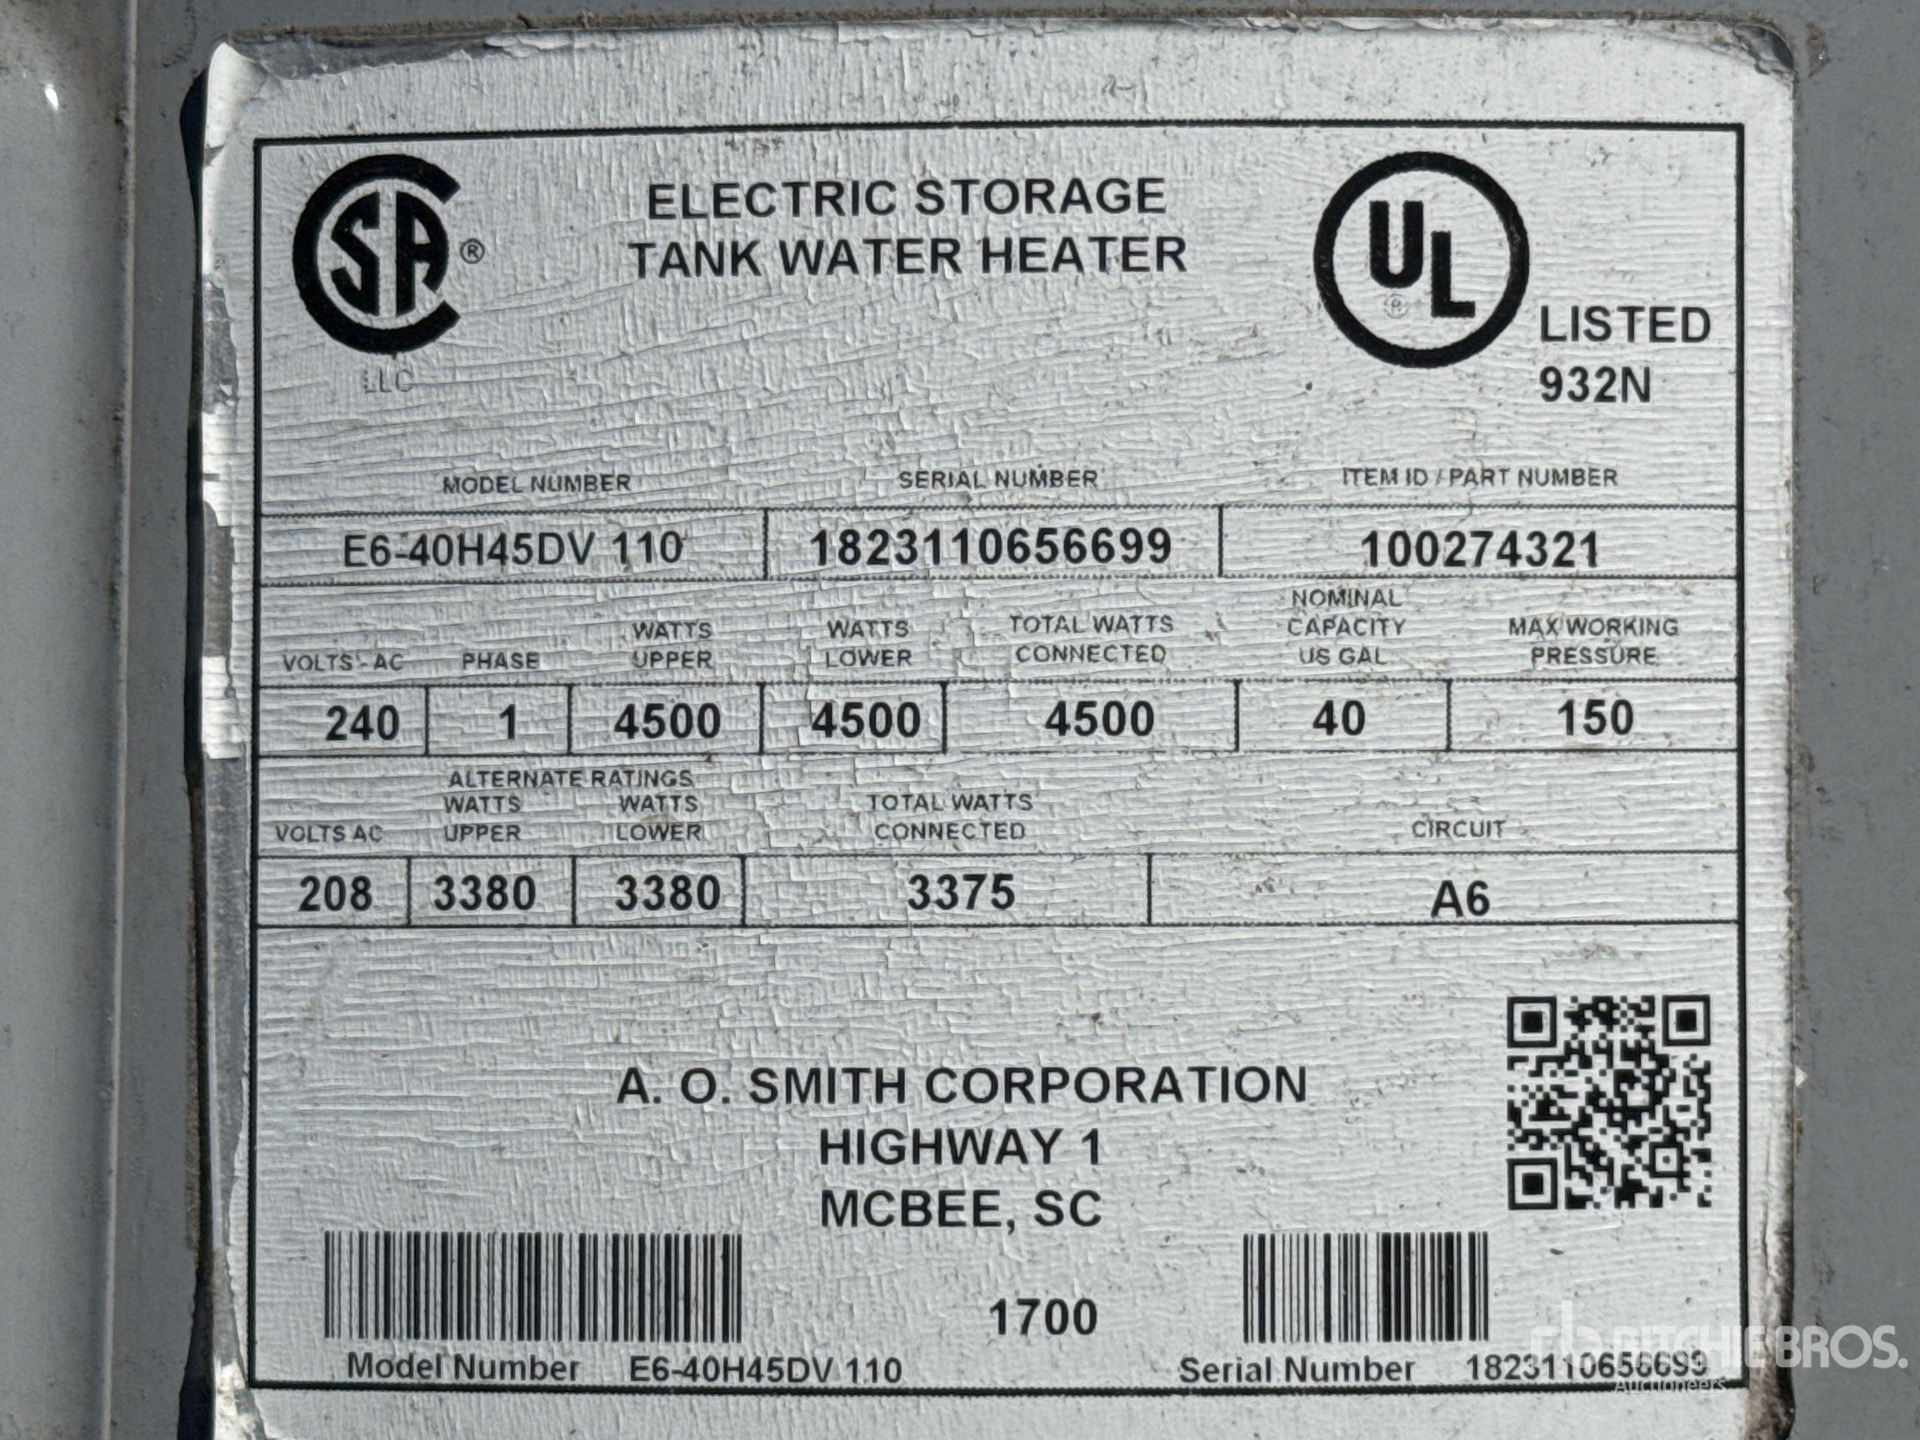 CSA®
LLC
ELECTRIC STORAGE
TANK WATER HEATER
UL®
LISTED
932N
MODEL NUMBER SERIAL NUMBER ITEM ID / PART NUMBER
E6-40H45DV 110 1823110656699 100274321
VOLTS - AC PHASE WATTS UPPER WATTS LOWER TOTAL WATTS CONNECTED NOMINAL CAPACITY US GAL MAX WORKING PRESSURE
240 1 4500 4500 4500 40 150
ALTERNATE RATINGS
VOLTS AC WATTS UPPER WATTS LOWER TOTAL WATTS CONNECTED CIRCUIT
208 3380 3380 3375 A6
A. O. SMITH CORPORATION
HIGHWAY 1
MCBEE, SC
1700
Model Number E6-40H45DV 110
Serial Number 1823110656699
rb RITCHIE BROS.
Auctioneers